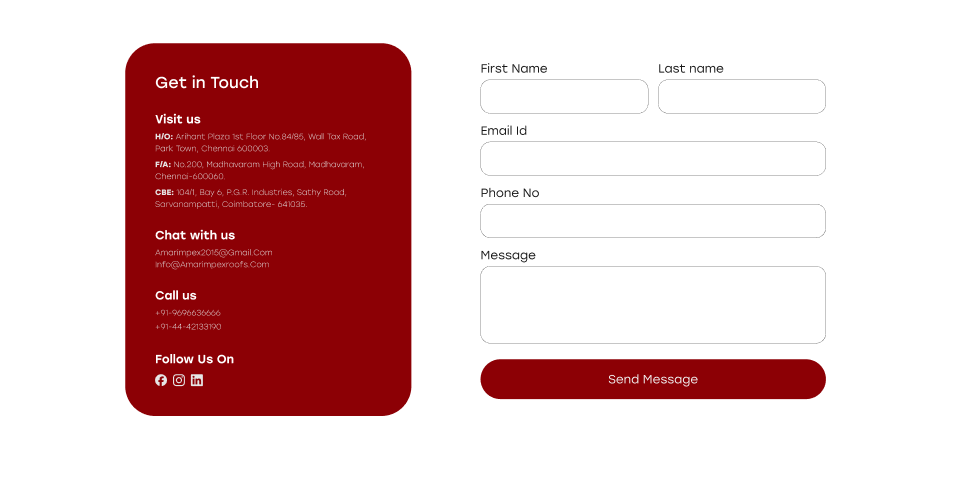 Get in Touch
Visit us
H/O: Arihant Plaza 1st Floor No.84/85, Wall Tax Road,
Park Town, Chennai 600003.
F/A: No.200, Madhavaram High Road, Madhavaram,
Chennai-600060.
CBE: 104/1, Bay 6, P.G.R. Industries, Sathy Road,
Sarvanampatti, Coimbatore- 641035.
Chat with us
Amarimpex2015@Gmail.Com
Info@Amarimpexroofs.Com
Call us
+91-9696636666
+91-44-42133190
Follow Us On
First Name
Last name
Email Id
Phone No
Message
Send Message